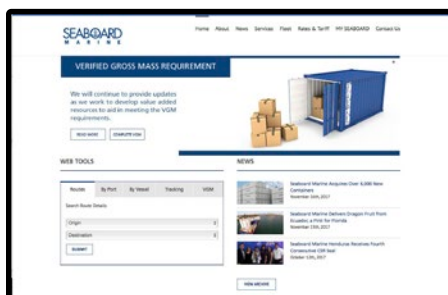 SEABOARD
MARINE
Home About News Services Fleet Rates & Tariff MY SEABOARD Contact Us
VERIFIED GROSS MASS REQUIREMENT
We will continue to provide updates
as we work to develop value added
resources to aid in meeting the VGM
requirements.
READ MORE COMPLETE VGM
WEB TOOLS
Routes By Port By Vessel Tracking VGM
Search Route Details
Origin
Destination
SUBMIT
NEWS
Seaboard Marine Acquires Over 6,000 New
Containers
Seaboard Marine Delivers Dragon Fruit from
Ecuador, a First for Florida
November 15th, 2017
Seaboard Marine Honduras Receives Fourth
Consecutive CSR Seal
October 12th, 2017
VIEW ARCHIVE